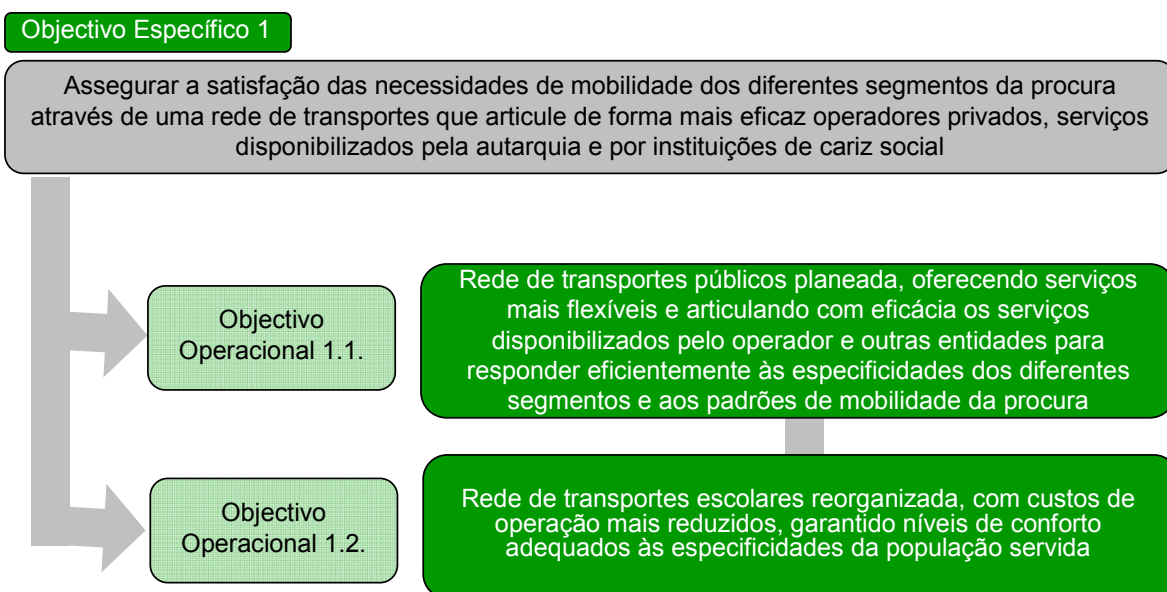 Objectivo Específico 1
Assegurar a satisfação das necessidades de mobilidade dos diferentes segmentos da procura
através de uma rede de transportes que articule de forma mais eficaz operadores privados, serviços
disponibilizados pela autarquia e por instituições de cariz social
Objectivo
Operacional 1.1.
Rede de transportes públicos planeada, oferecendo serviços
mais flexíveis e articulando com eficácia os serviços
disponibilizados pelo operador e outras entidades para
responder eficientemente às especificidades dos diferentes
segmentos e aos padrões de mobilidade da procura
Objectivo
Operacional 1.2.
Rede de transportes escolares reorganizada, com custos de
operação mais reduzidos, garantido níveis de conforto
adequados às especificidades da população servida